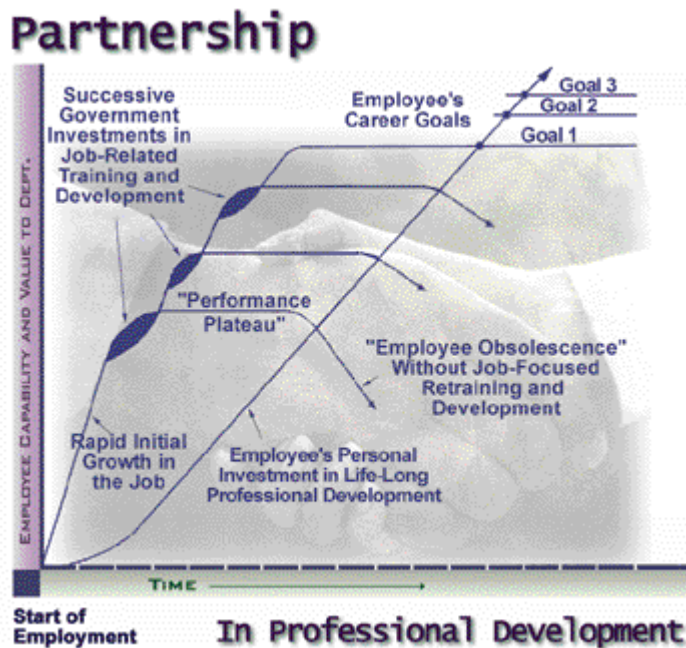 Partnership
Successive
Government
Investments in
Job-Related
Training and
Development
Employee's
Career Goals
Goal 3
Goal 2
Goal 1
EMPLOYEE CAPABILITY AND VALUE TO DEPT.
"Performance
Plateau"
"Employee Obsolescence"
Without Job-Focused
Retraining and
Development
Rapid Initial
Growth in
the Job
Employee's Personal
Investment in Life-Long
Professional Development
TIME
Start of
Employment
In Professional Development